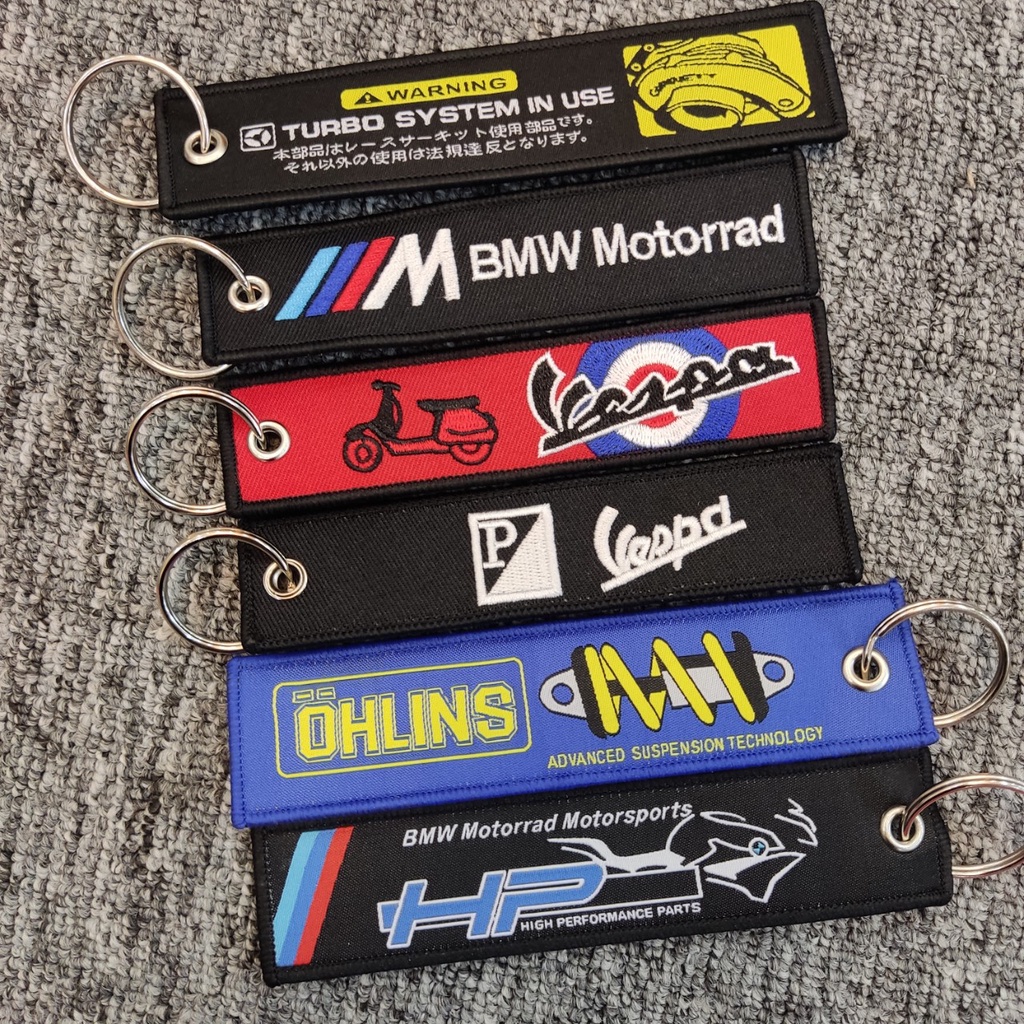 WARNING
TURBO SYSTEM IN USE
本部品はレースサーキット使用部品です。
それ以外の使用は法規違反となります。
GARRETT
M BMW Motorrad
Vespa
P Vespa
ÖHLINS
ADVANCED SUSPENSION TECHNOLOGY
BMW Motorrad Motorsports
HP
HIGH PERFORMANCE PARTS